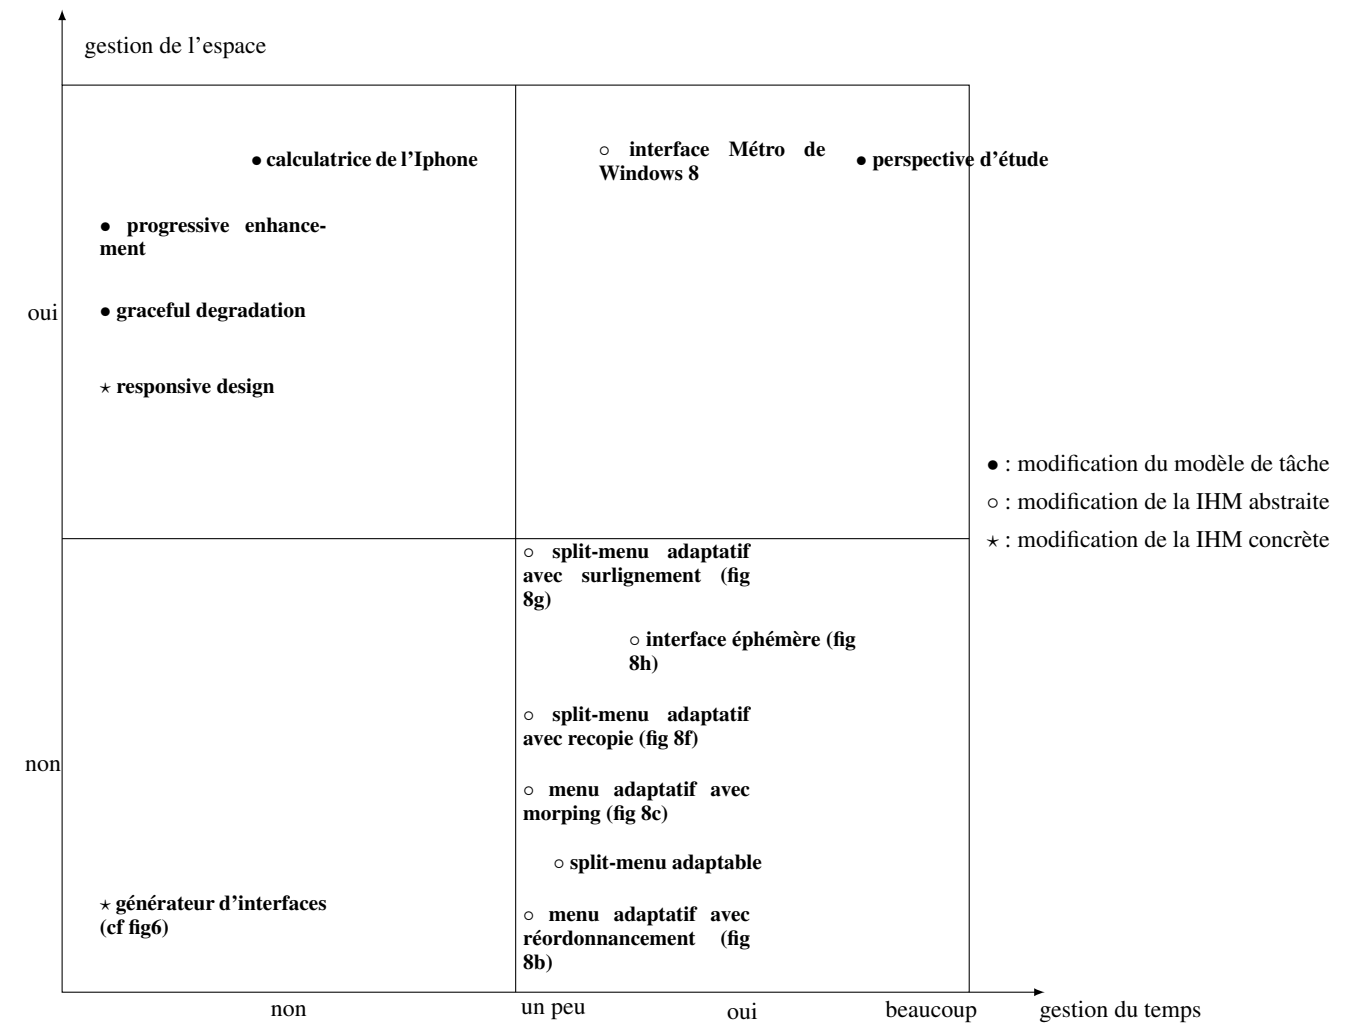 gestion de l'espace
● calculatrice de l'Iphone
○ interface Métro de
Windows 8
● perspective d'étude
● progressive enhance-
ment
oui
● graceful degradation
⋆ responsive design
● : modification du modèle de tâche
○ : modification de la IHM abstraite
⋆ : modification de la IHM concrète
○ split-menu adaptatif
avec surlignement (fig
8g)
○ interface éphémère (fig
8h)
○ split-menu adaptatif
avec recopie (fig 8f)
non
○ menu adaptatif avec
morping (fig 8c)
○ split-menu adaptable
⋆ générateur d'interfaces
(cf fig6)
○ menu adaptatif avec
réordonnancement (fig
8b)
non
un peu
oui
beaucoup
gestion du temps